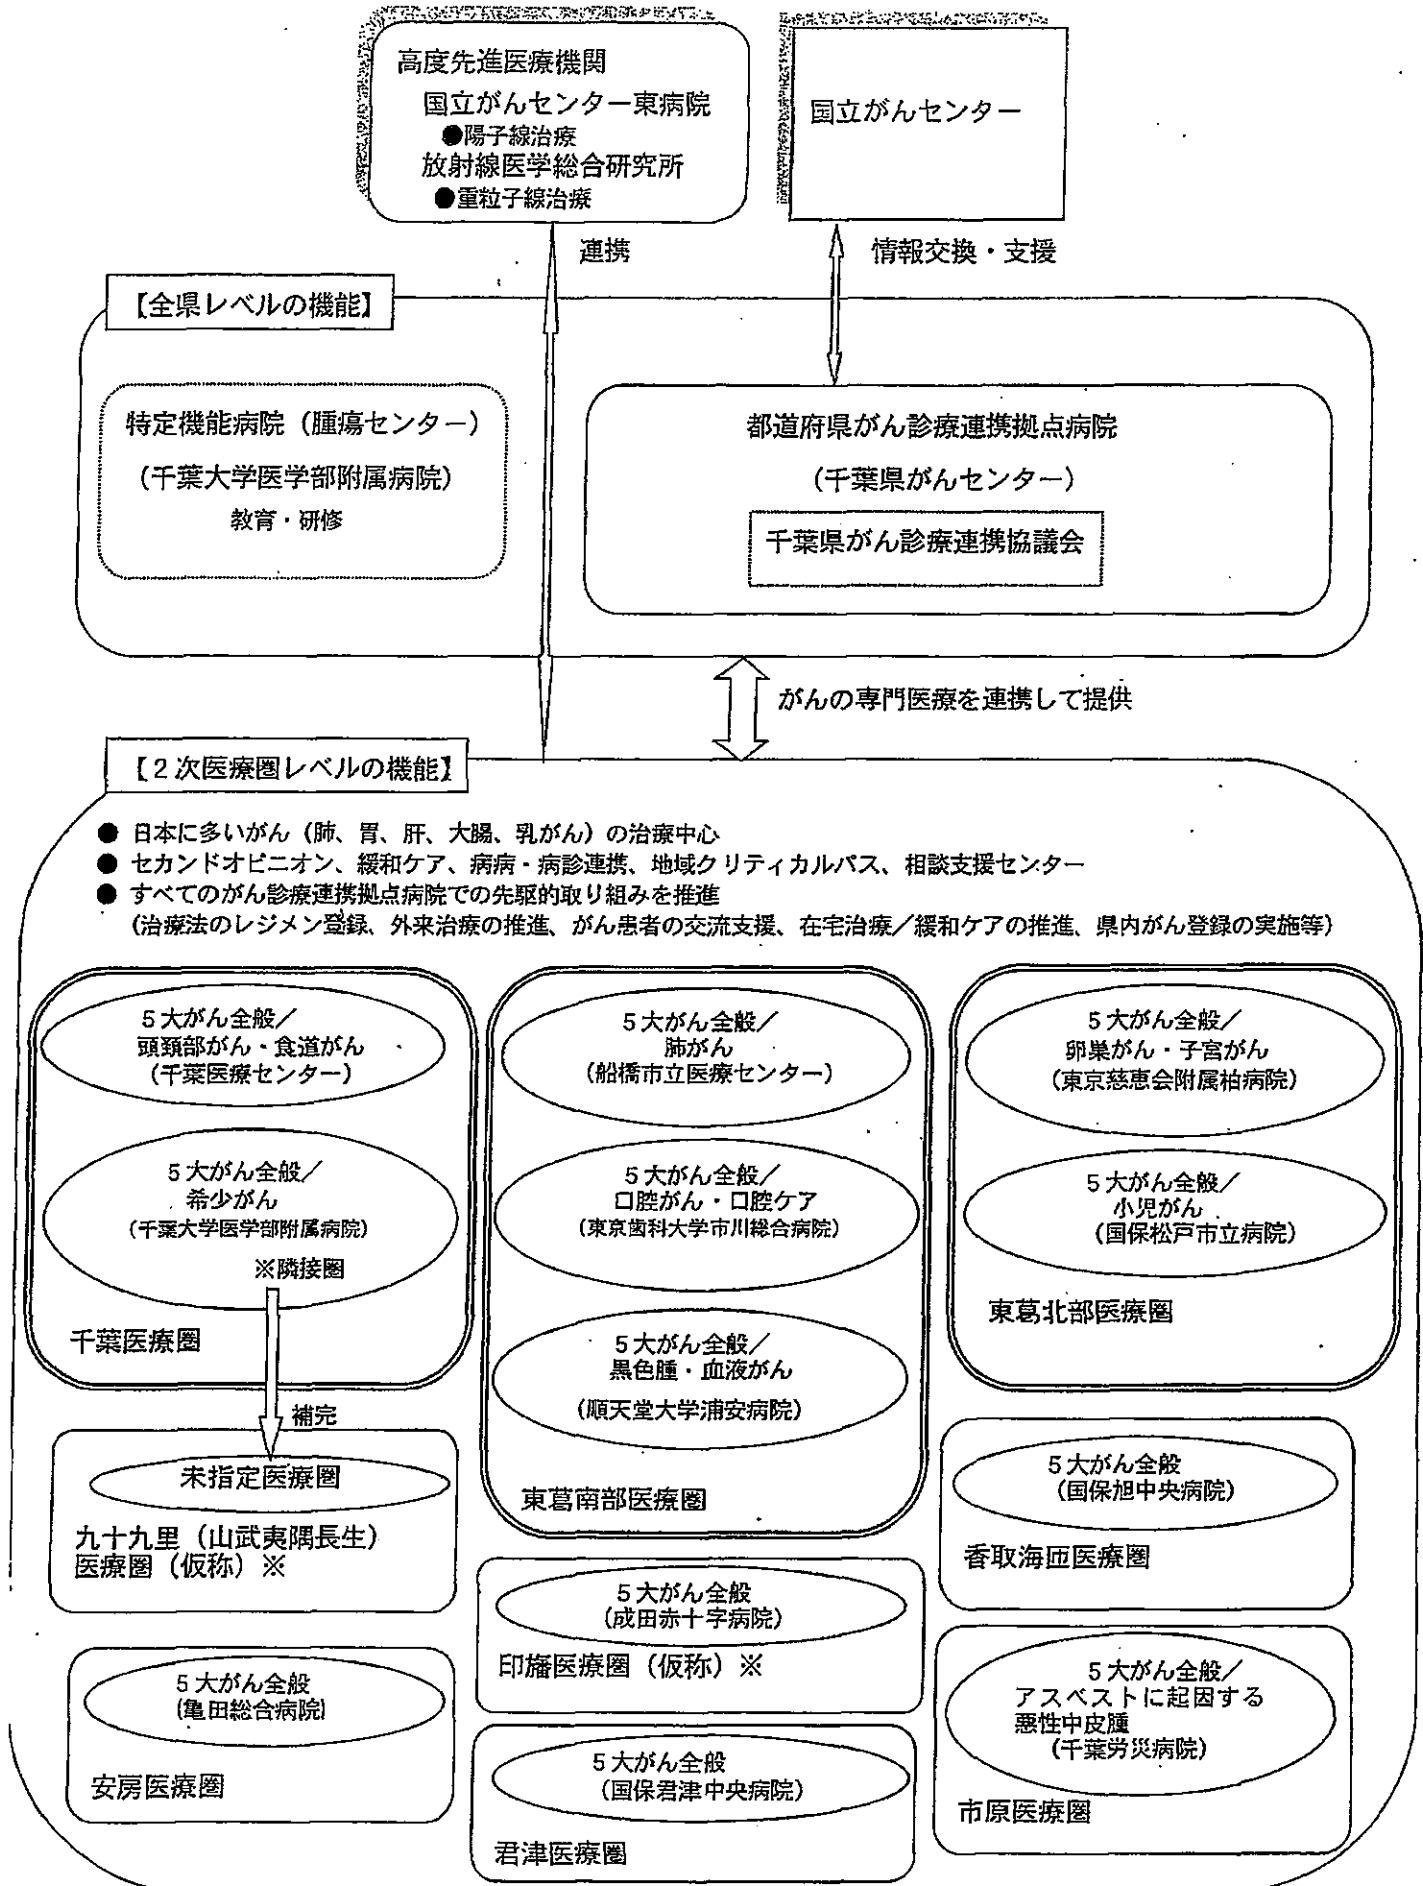 高度先進医療機関
国立がんセンター東病院
●陽子線治療
放射線医学総合研究所
●重粒子線治療
国立がんセンター
連携
情報交換・支援
【全県レベルの機能】
特定機能病院（腫瘍センター）
（千葉大学医学部附属病院）
教育・研修
都道府県がん診療連携拠点病院
（千葉県がんセンター）
千葉県がん診療連携協議会
がんの専門医療を連携して提供
【２次医療圏レベルの機能】
● 日本に多いがん（肺、胃、肝、大腸、乳がん）の治療中心
● セカンドオピニオン、緩和ケア、病病・病診連携、地域クリティカルパス、相談支援センター
● すべてのがん診療連携拠点病院での先駆的取り組みを推進
（治療法のレジメン登録、外来治療の推進、がん患者の交流支援、在宅治療／緩和ケアの推進、県内がん登録の実施等）
５大がん全般／
頭頚部がん・食道がん
（千葉医療センター）
５大がん全般／
希少がん
（千葉大学医学部附属病院）
※隣接圏
千葉医療圏
補完
未指定医療圏
九十九里（山武夷隅長生）
医療圏（仮称）※
５大がん全般
（亀田総合病院）
安房医療圏
５大がん全般／
肺がん
（船橋市立医療センター）
５大がん全般／
口腔がん・口腔ケア
（東京歯科大学市川総合病院）
５大がん全般／
黒色腫・血液がん
（順天堂大学浦安病院）
東葛南部医療圏
５大がん全般
（成田赤十字病院）
印旛医療圏（仮称）※
５大がん全般
（国保君津中央病院）
君津医療圏
５大がん全般／
卵巣がん・子宮がん
（東京慈恵会附属柏病院）
５大がん全般／
小児がん
（国保松戸市立病院）
東葛北部医療圏
５大がん全般
（国保旭中央病院）
香取海匝医療圏
５大がん全般／
アスベストに起因する
悪性中皮腫
（千葉労災病院）
市原医療圏